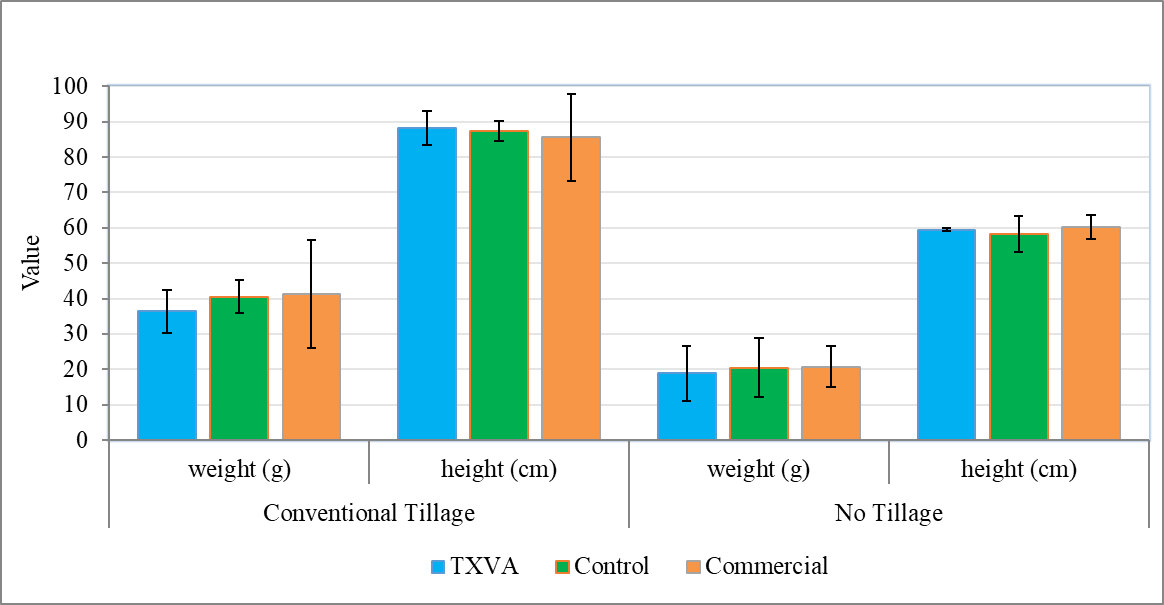 100
90
80
70
60
50
40
30
20
10
0
Value
weight (g) height (cm) weight (g) height (cm)
Conventional Tillage No Tillage
TXVA Control Commercial